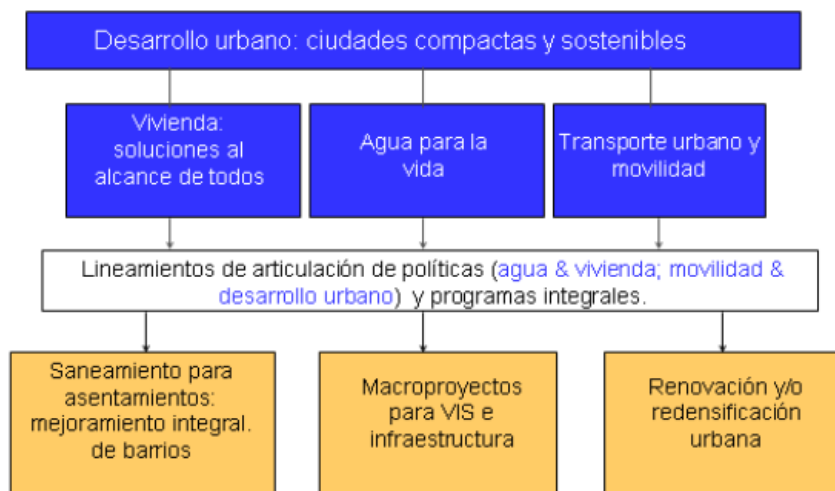 Desarrollo urbano: ciudades compactas y sostenibles
Vivienda:
soluciones al
alcance de todos
Agua para la
vida
Transporte urbano y
movilidad
Lineamientos de articulación de políticas (agua & vivienda; movilidad &
desarrollo urbano) y programas integrales.
Saneamiento para
asentamientos:
mejoramiento integral.
de barrios
Macroproyectos
para VIS e
infraestructura
Renovación y/o
redensificación
urbana